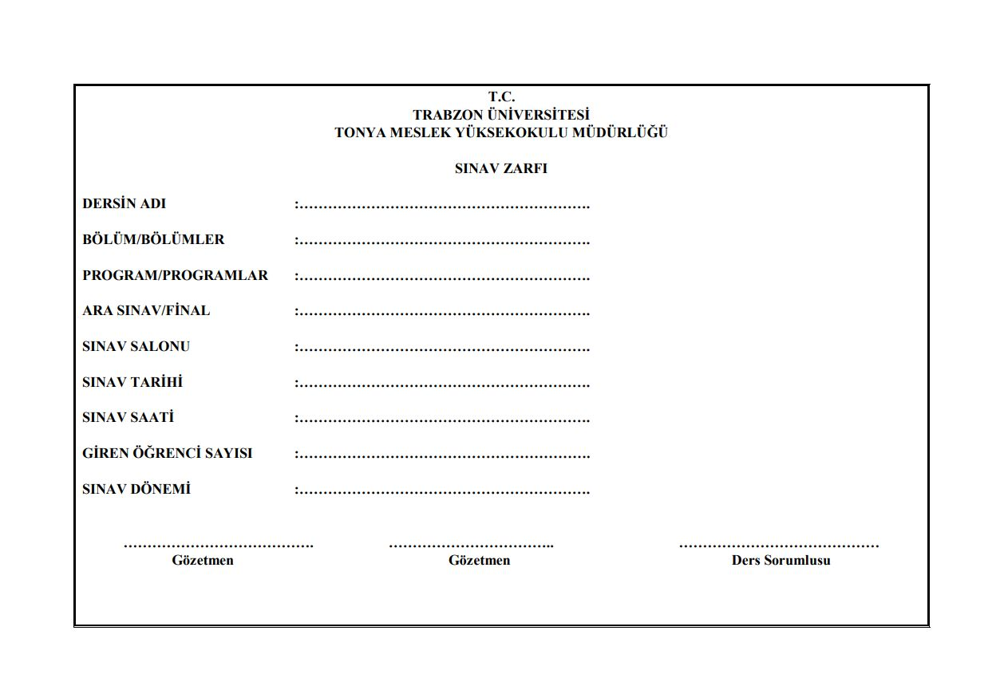 T.C.
TRABZON ÜNİVERSİTESİ
TONYA MESLEK YÜKSEKOKULU MÜDÜRLÜĞÜ
SINAV ZARFI
DERSİN ADI :…………………………………………………….
BÖLÜM/BÖLÜMLER :…………………………………………………….
PROGRAM/PROGRAMLAR :…………………………………………………….
ARA SINAV/FİNAL :…………………………………………………….
SINAV SALONU :…………………………………………………….
SINAV TARİHİ :…………………………………………………….
SINAV SAATİ :…………………………………………………….
GİREN ÖĞRENCİ SAYISI :…………………………………………………….
SINAV DÖNEMİ :…………………………………………………….
…………………………………. …………………………….. ……………………………………
Gözetmen Gözetmen Ders Sorumlusu